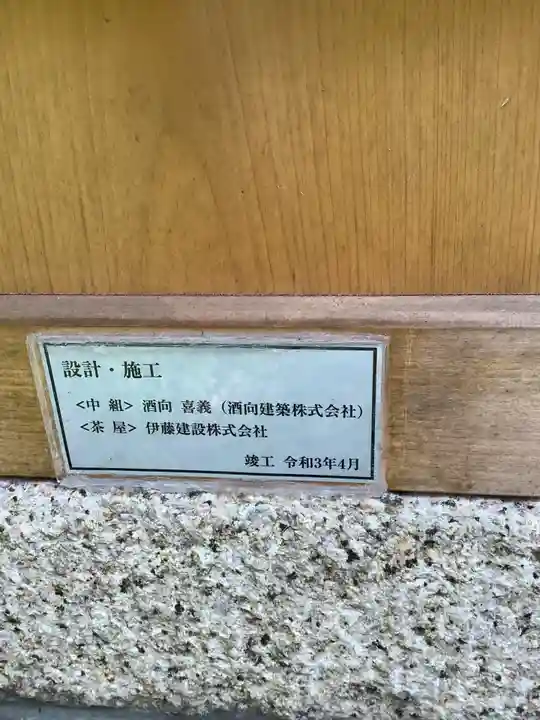 設計・施工
<中 組> 酒向 喜義(酒向建築株式会社)
<茶 屋> 伊藤建設株式会社
竣工 令和3年4月